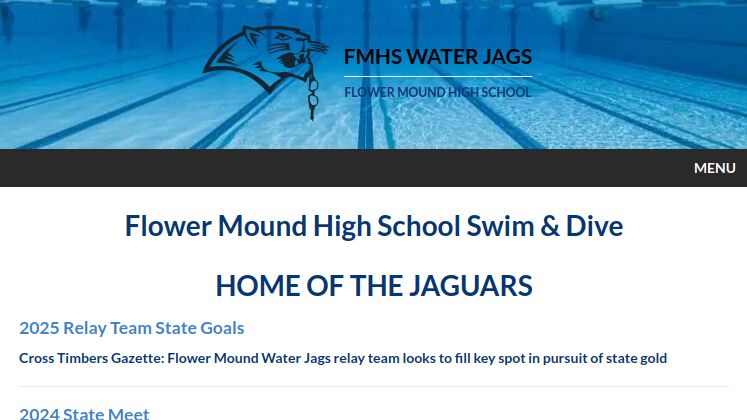 FMHS WATER JAGS
FLOWER MOUND HIGH SCHOOL
MENU
Flower Mound High School Swim & Dive
HOME OF THE JAGUARS
2025 Relay Team State Goals
Cross Timbers Gazette: Flower Mound Water Jags relay team looks to fill key spot in pursuit of state gold
2024 State Meet